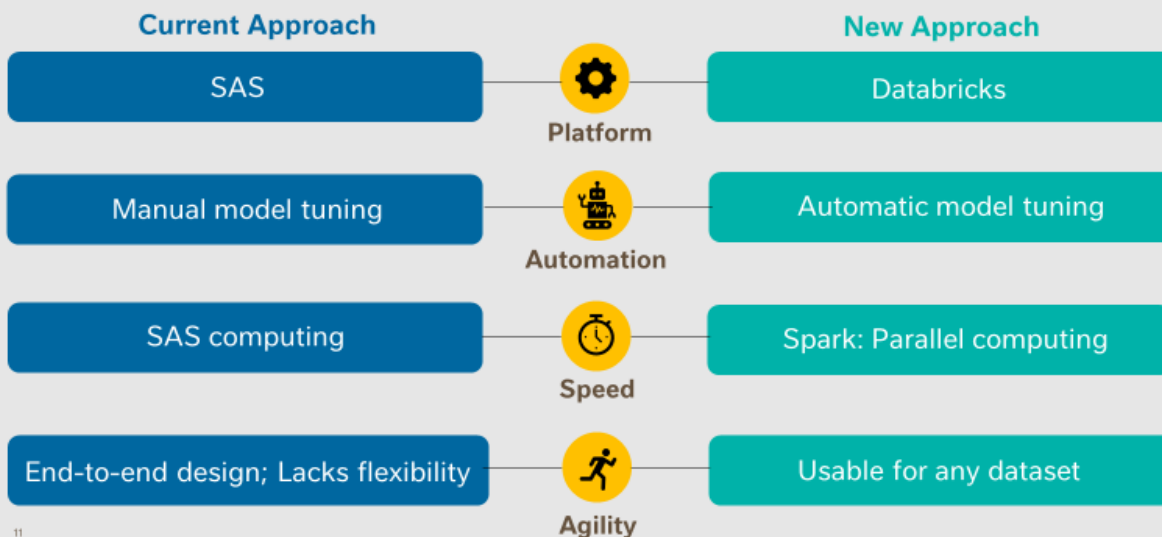 Current Approach
New Approach
SAS
Databricks
Platform
Manual model tuning
Automatic model tuning
Automation
SAS computing
Spark: Parallel computing
Speed
End-to-end design; Lacks flexibility
Usable for any dataset
Agility
11